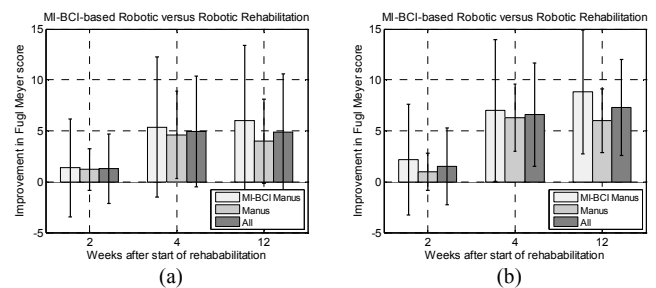 MI-BCI-based Robotic versus Robotic Rehabilitation
Improvement in Fugl Meyer score
15
10
5
0
-5
2
4
12
MI-BCI Manus
Manus
All
Weeks after start of rehababilitation
(a)
MI-BCI-based Robotic versus Robotic Rehabilitation
Improvement in Fugl Meyer score
15
10
5
0
-5
2
4
12
MI-BCI Manus
Manus
All
Weeks after start of rehababilitation
(b)